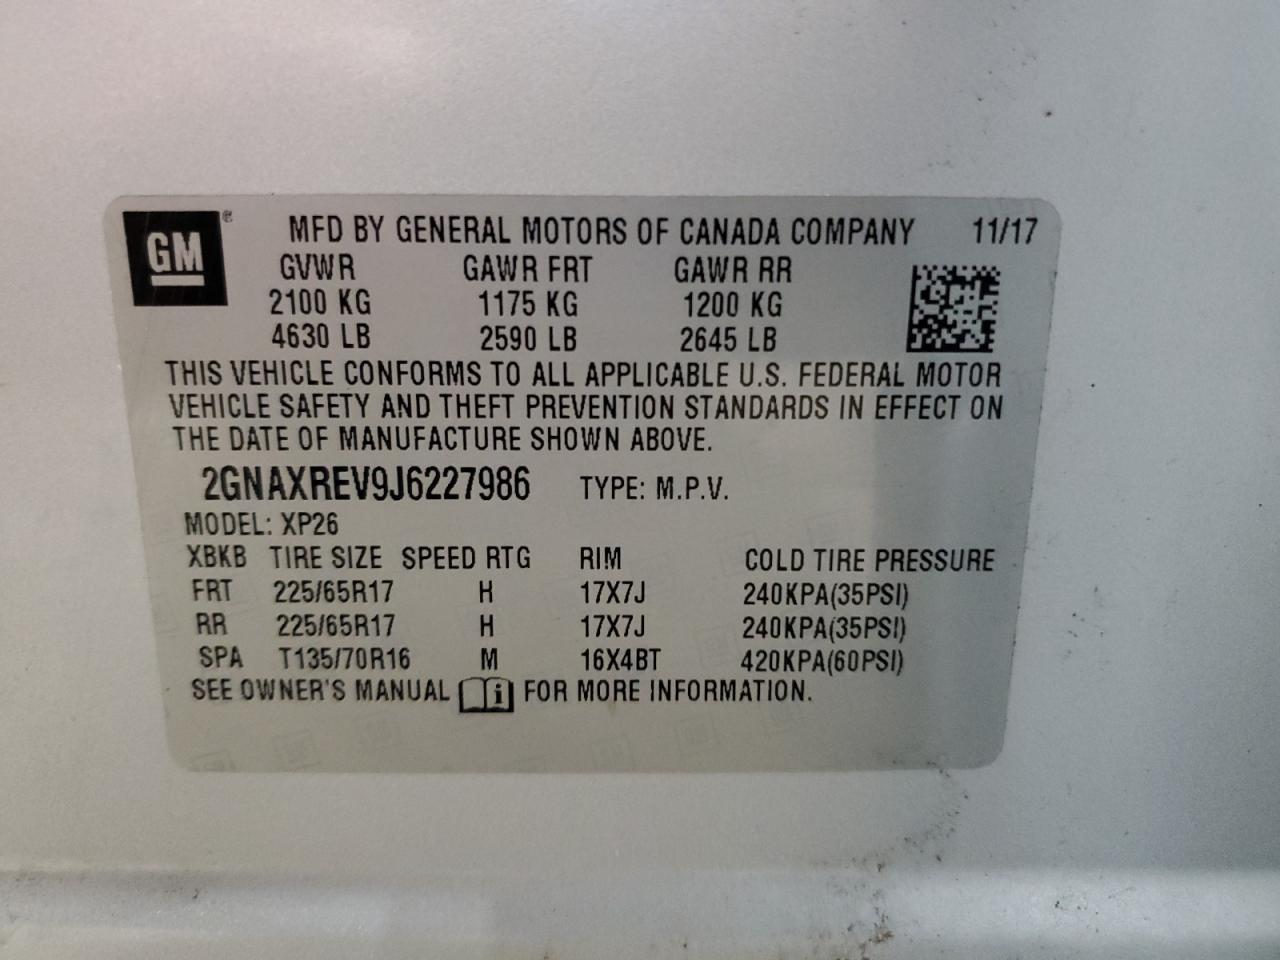 GM ® MFD BY GENERAL MOTORS OF CANADA COMPANY 11/17
GVWR GAWR FRT GAWR RR
2100 KG 1175 KG 1200 KG
4630 LB 2590 LB 2645 LB
THIS VEHICLE CONFORMS TO ALL APPLICABLE U.S. FEDERAL MOTOR
VEHICLE SAFETY AND THEFT PREVENTION STANDARDS IN EFFECT ON
THE DATE OF MANUFACTURE SHOWN ABOVE.
2GNAXREV9J6227986 TYPE: M.P.V.
MODEL: XP26
XBKB TIRE SIZE SPEED RTG RIM COLD TIRE PRESSURE
FRT 225/65R17 H 17X7J 240KPA(35PSI)
RR 225/65R17 H 17X7J 240KPA(35PSI)
SPA T135/70R16 M 16X4BT 420KPA(60PSI)
SEE OWNER'S MANUAL i FOR MORE INFORMATION.